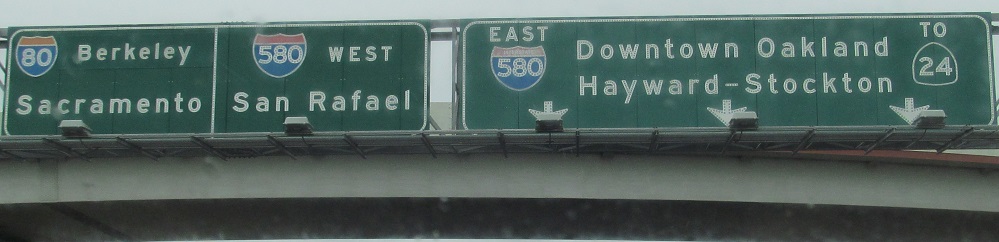 80 Berkeley
Sacramento
580 WEST
San Rafael
EAST
580
Downtown Oakland
Hayward-Stockton
TO
24